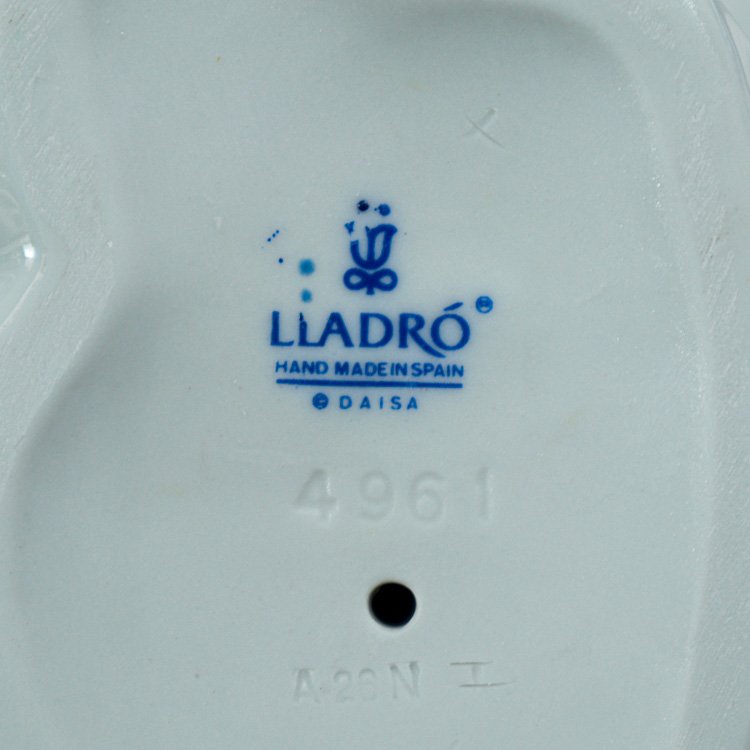 X
LLADRÓ ®
HAND MADE IN SPAIN
© DAISA
4961
N I